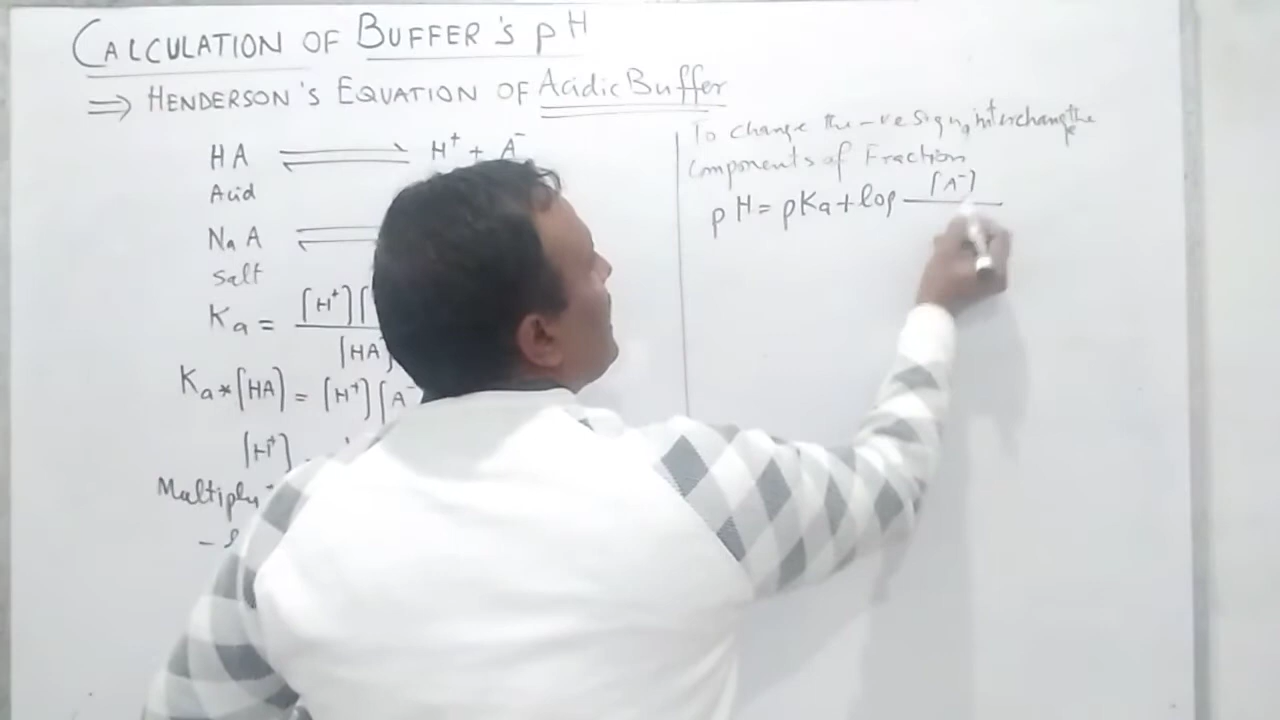 CALCULATION OF BUFFER'S pH
⇒ HENDERSON'S EQUATION OF Acidic Buffer
HA ⇌ H⁺ + A⁻
Acid
NaA ⇌
Salt
Ka = [H⁺][
[HA]
Ka*[HA] = [H⁺][A⁻
[H⁺]
Multiply
To change the -ve sign, interchange the
Components of Fraction
pH = pKa + log [A⁻]